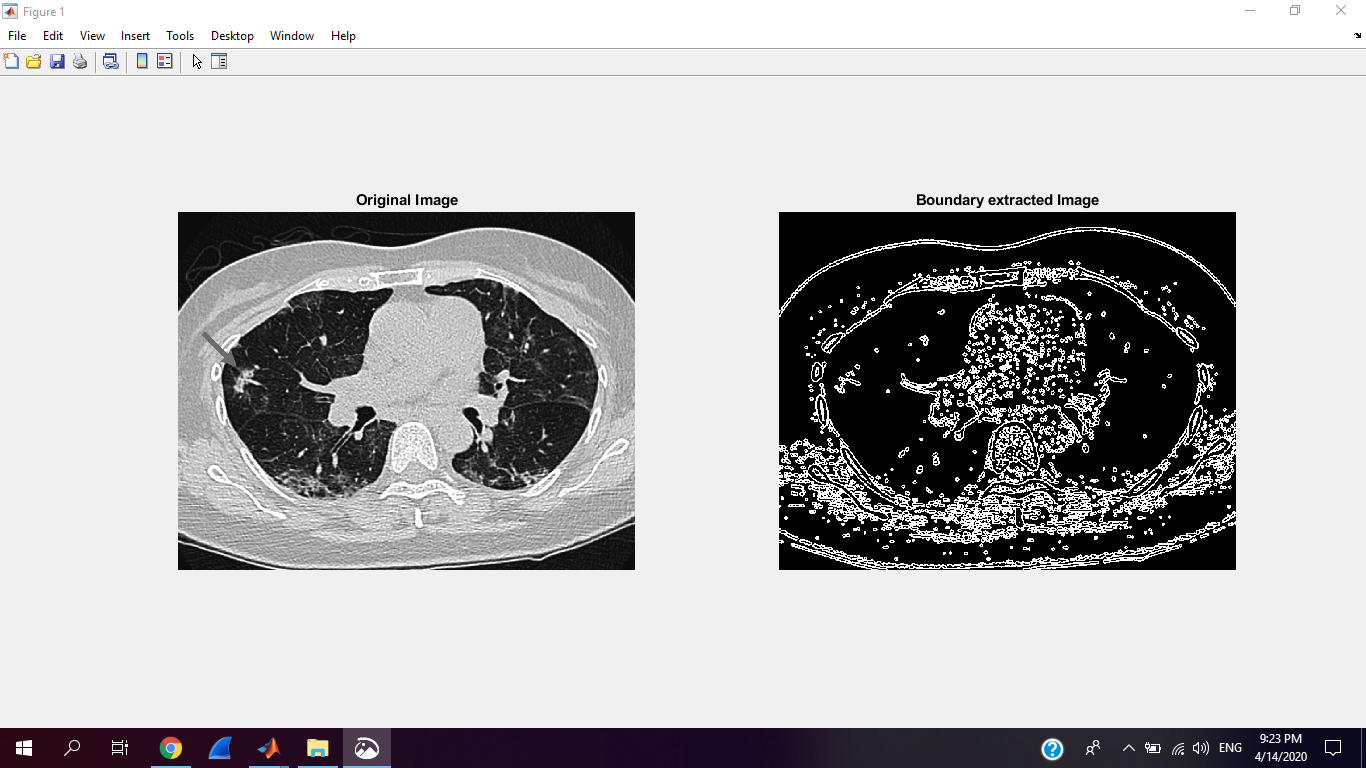 Figure 1
File Edit View Insert Tools Desktop Window Help
Original Image
Boundary extracted Image
ENG
9:23 PM
4/14/2020